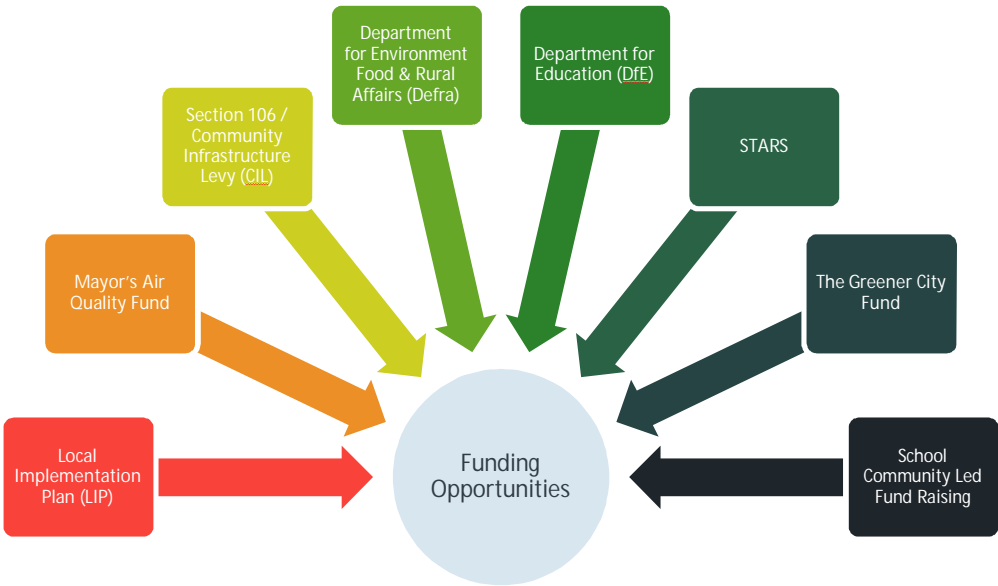 Department
for Environment
Food & Rural
Affairs (Defra)
Department for
Education (DfE)
Section 106 /
Community
Infrastructure
Levy (CIL)
STARS
Mayor's Air
Quality Fund
The Greener City
Fund
Local
Implementation
Plan (LIP)
Funding
Opportunities
School
Community Led
Fund Raising